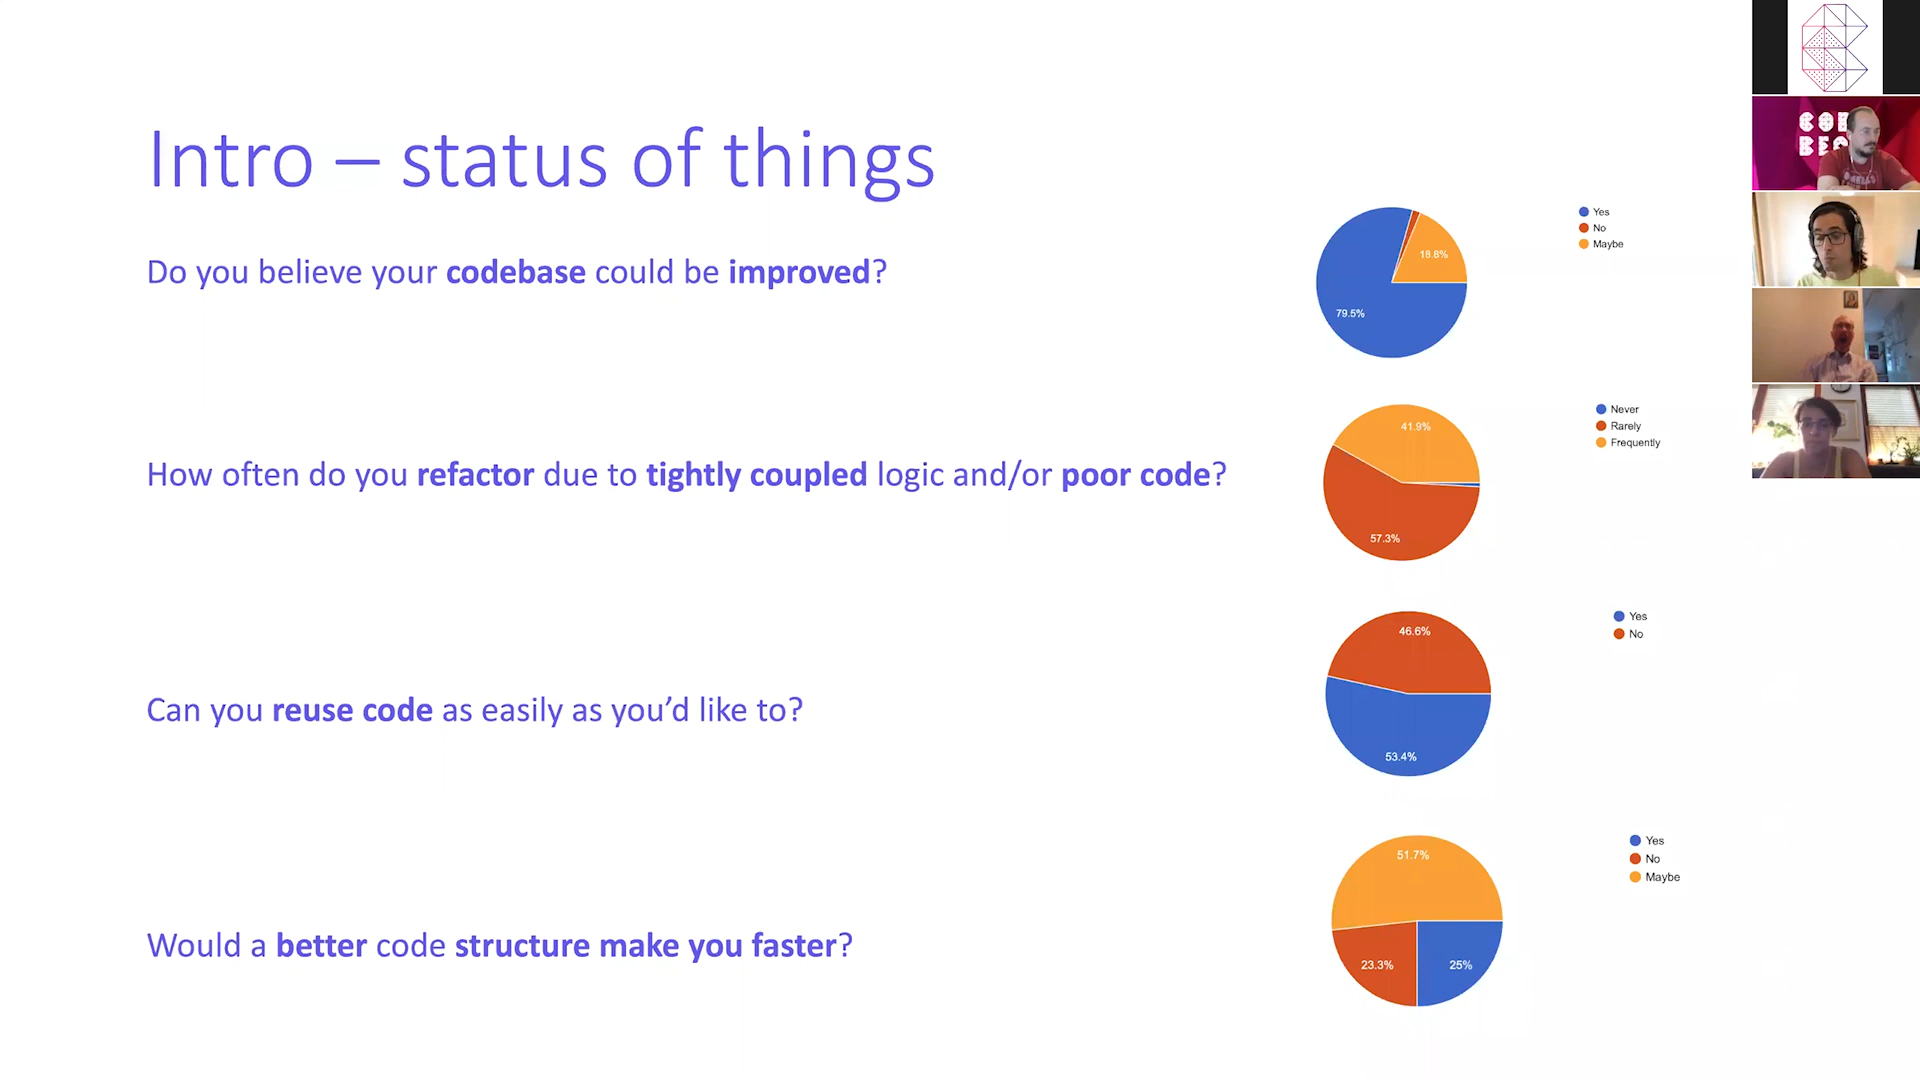 Intro – status of things
Do you believe your codebase could be improved?
Yes
No
Maybe
18.8%
79.5%
How often do you refactor due to tightly coupled logic and/or poor code?
Never
Rarely
Frequently
41.9%
57.3%
Can you reuse code as easily as you'd like to?
Yes
No
46.6%
53.4%
Would a better code structure make you faster?
Yes
No
Maybe
51.7%
23.3%
25%